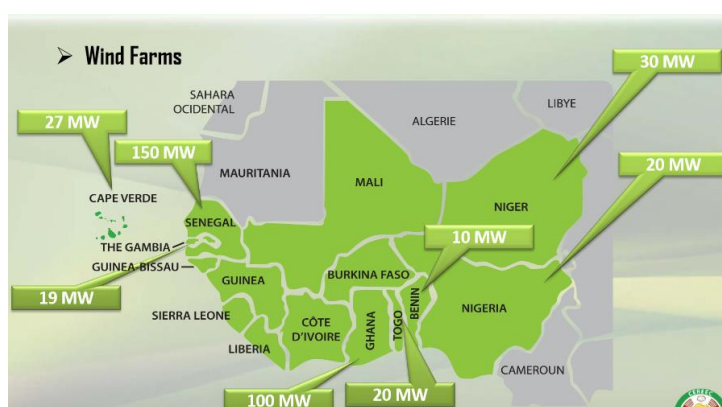 ➢ Wind Farms
30 MW
SAHARA
OCCIDENTAL
LIBYE
ALGERIE
27 MW
150 MW
MAURITANIA
20 MW
MALI
CAPE VERDE
NIGER
SENEGAL
10 MW
THE GAMBIA
GUINEA-BISSAU
BURKINA FASO
GUINEA
19 MW
BENIN
NIGERIA
SIERRA LEONE
CÔTE
D'IVOIRE
GHANA
TOGO
LIBERIA
CAMEROUN
20 MW
100 MW